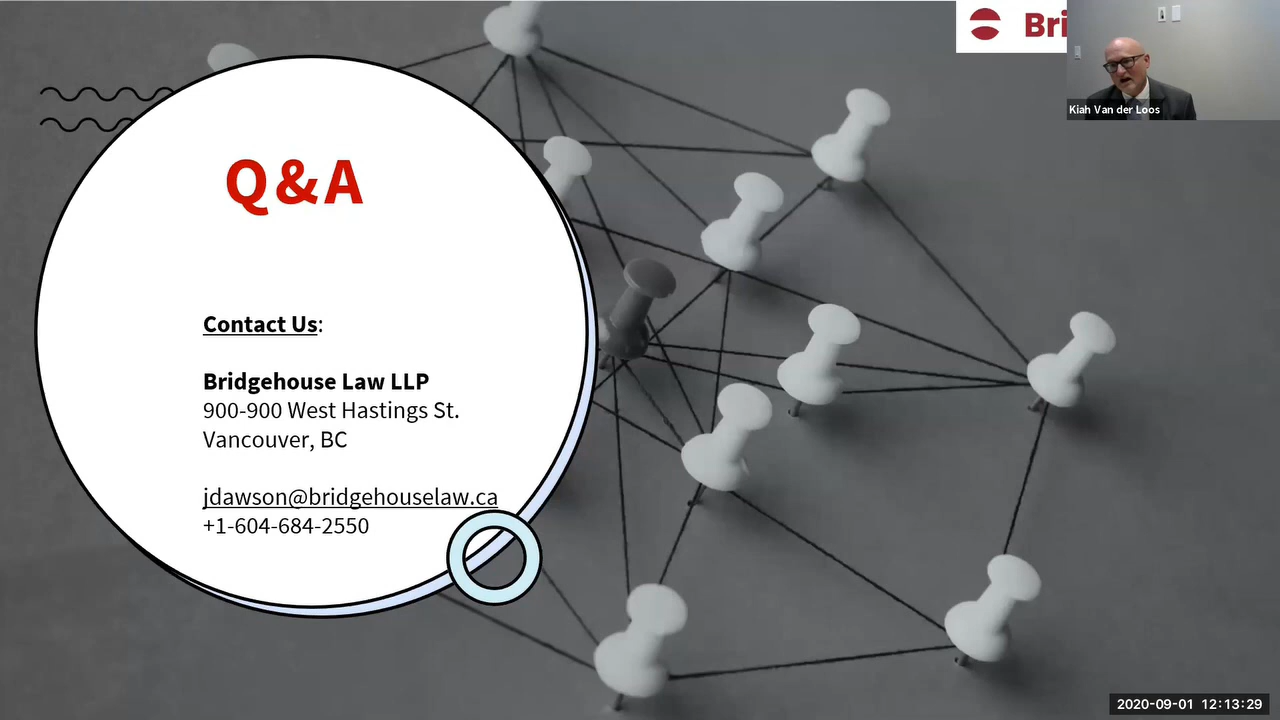 Bri
Kiah Van der Loos
Q&A
Contact Us:
Bridgehouse Law LLP
900-900 West Hastings St.
Vancouver, BC
jdawson@bridgehouselaw.ca
+1-604-684-2550
2020-09-01 12:13:29